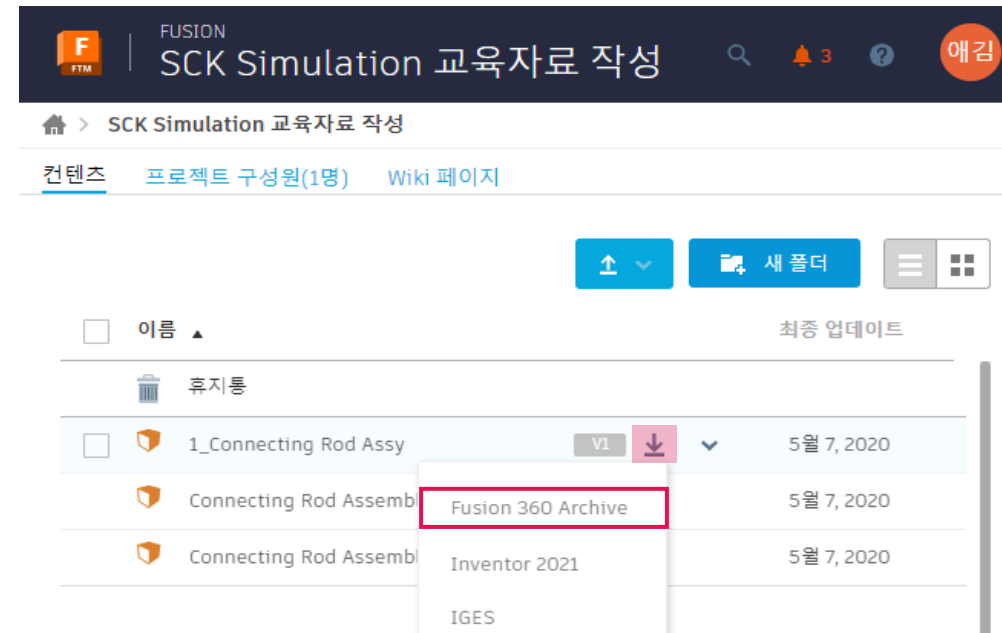 F
FTM
FUSION
SCK Simulation 교육자료 작성
3
애김
SCK Simulation 교육자료 작성
컨텐츠 프로젝트 구성원(1명) Wiki 페이지
새 폴더
이름 최종 업데이트
휴지통
1_Connecting Rod Assy V1 5월 7, 2020
Connecting Rod Assembl 5월 7, 2020
Fusion 360 Archive
Connecting Rod Assembl 5월 7, 2020
Inventor 2021
IGES